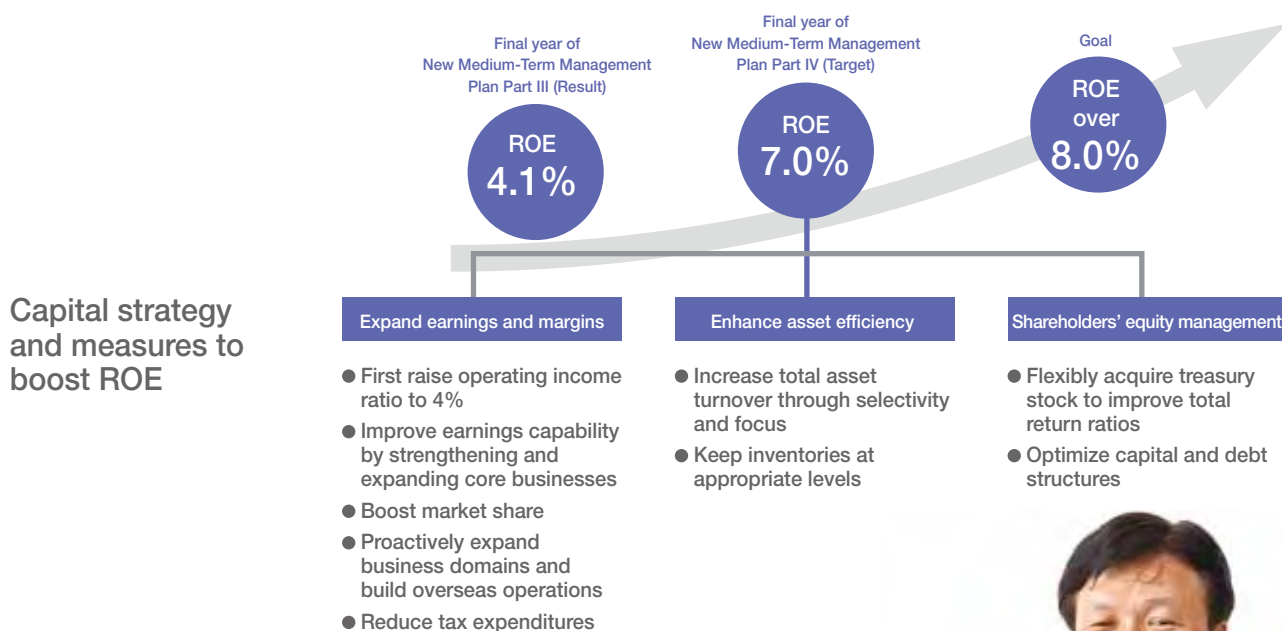 Final year of
New Medium-Term Management
Plan Part III (Result)
ROE
4.1%
Final year of
New Medium-Term Management
Plan Part IV (Target)
ROE
7.0%
Goal
ROE
over
8.0%
Capital strategy
and measures to
boost ROE
Expand earnings and margins
● First raise operating income
ratio to 4%
● Improve earnings capability
by strengthening and
expanding core businesses
● Boost market share
● Proactively expand
business domains and
build overseas operations
● Reduce tax expenditures
Enhance asset efficiency
● Increase total asset
turnover through selectivity
and focus
● Keep inventories at
appropriate levels
Shareholders’ equity management
● Flexibly acquire treasury
stock to improve total
return ratios
● Optimize capital and debt
structures